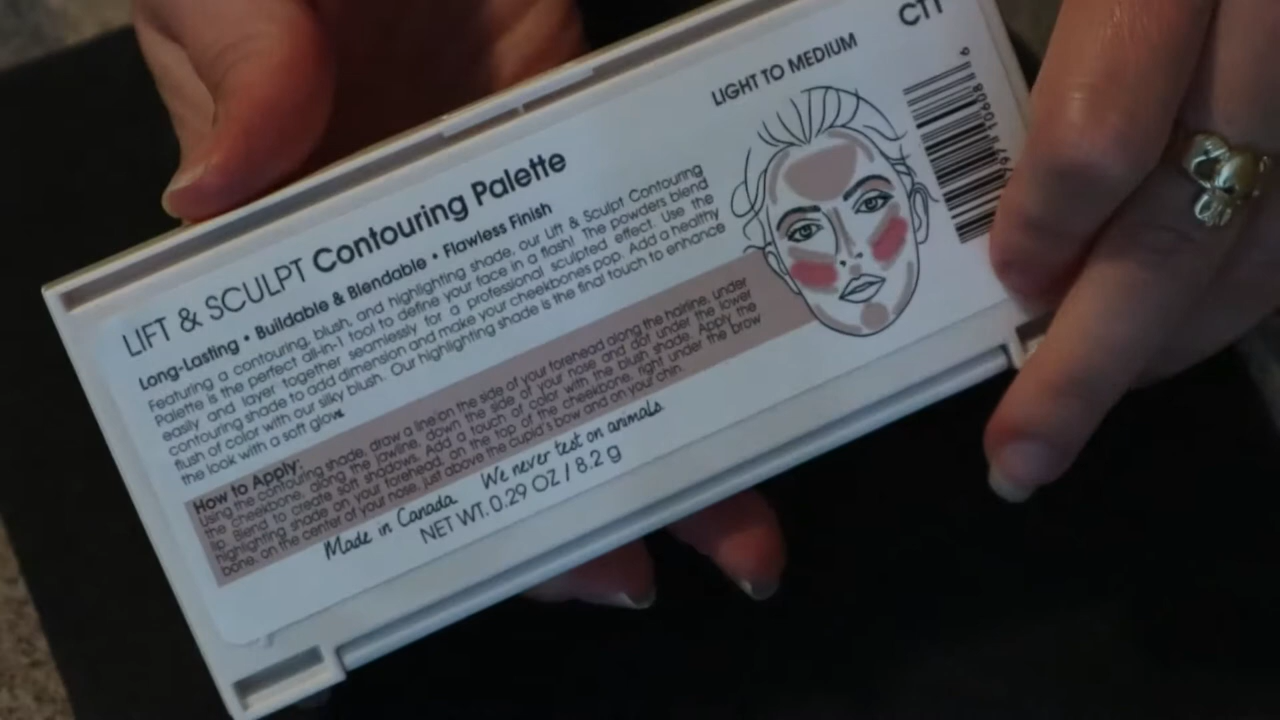 CT1
LIGHT TO MEDIUM
LIFT & SCULPT Contouring Palette
Long-Lasting • Buildable & Blendable • Flawless Finish
Featuring a contouring, blush, and highlighting shade, our Lift & Sculpt Contouring
Palette is the perfect all-in-1 tool to define your face in a flash! The powders blend
easily and layer together seamlessly for a professional sculpted effect. Use the
contouring shade to add dimension and make your cheekbones pop. Add a healthy
flush of color with our silky blush. Our highlighting shade is the final touch to enhance
the look with a soft glow.
How to Apply:
Using the contouring shade, draw a line on the side of your forehead along the hairline, under
the cheekbone, along the jawline, down the side of your nose and dot under the lower
lip. Blend to create soft shadows. Add a touch of color with the blush shade. Apply the
highlighting shade on your forehead, on the top of the cheekbone, right under the brow
bone, on the center of your nose, just above the cupid's bow and on your chin.
Made in Canada. We never test on animals.
NET WT. 0.29 OZ / 8.2 g